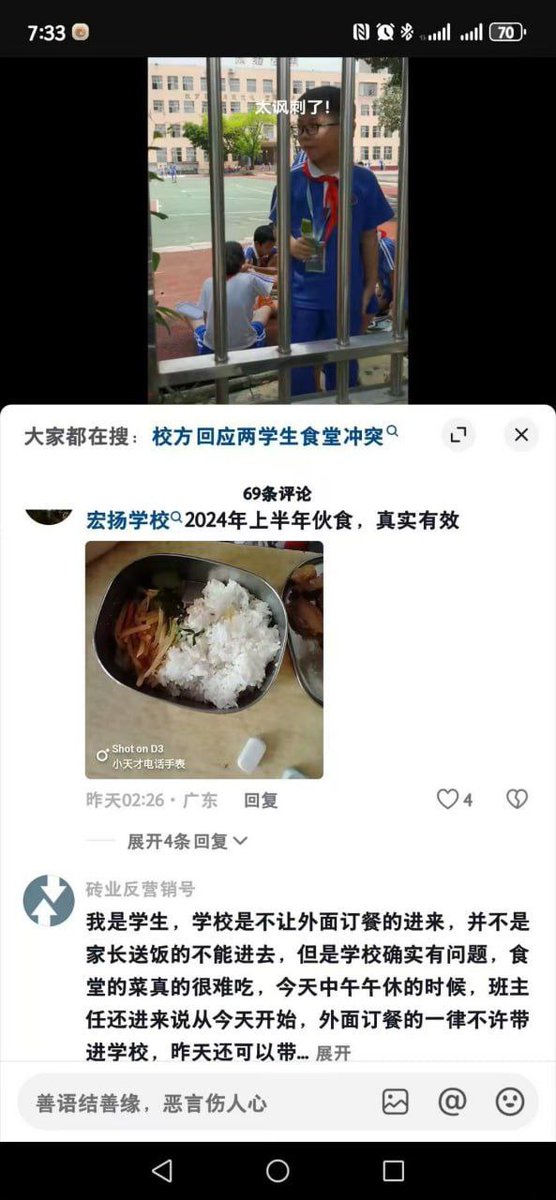 7:33
70
太讽刺了!
大家都在搜：校方回应两学生食堂冲突
69条评论
宏扬学校2024年上半年伙食，真实有效
Shot on D3
小天才电话手表
昨天02:26·广东 回复
4
展开4条回复
砖业反营销号
我是学生，学校是不让外面订餐的进来，并不是
家长送饭的不能进去，但是学校确实有问题，食
堂的菜真的很难吃，今天中午午休的时候，班主
任还进来说从今天开始，外面订餐的一律不许带
进学校，昨天还可以带... 展开
善语结善缘，恶言伤人心